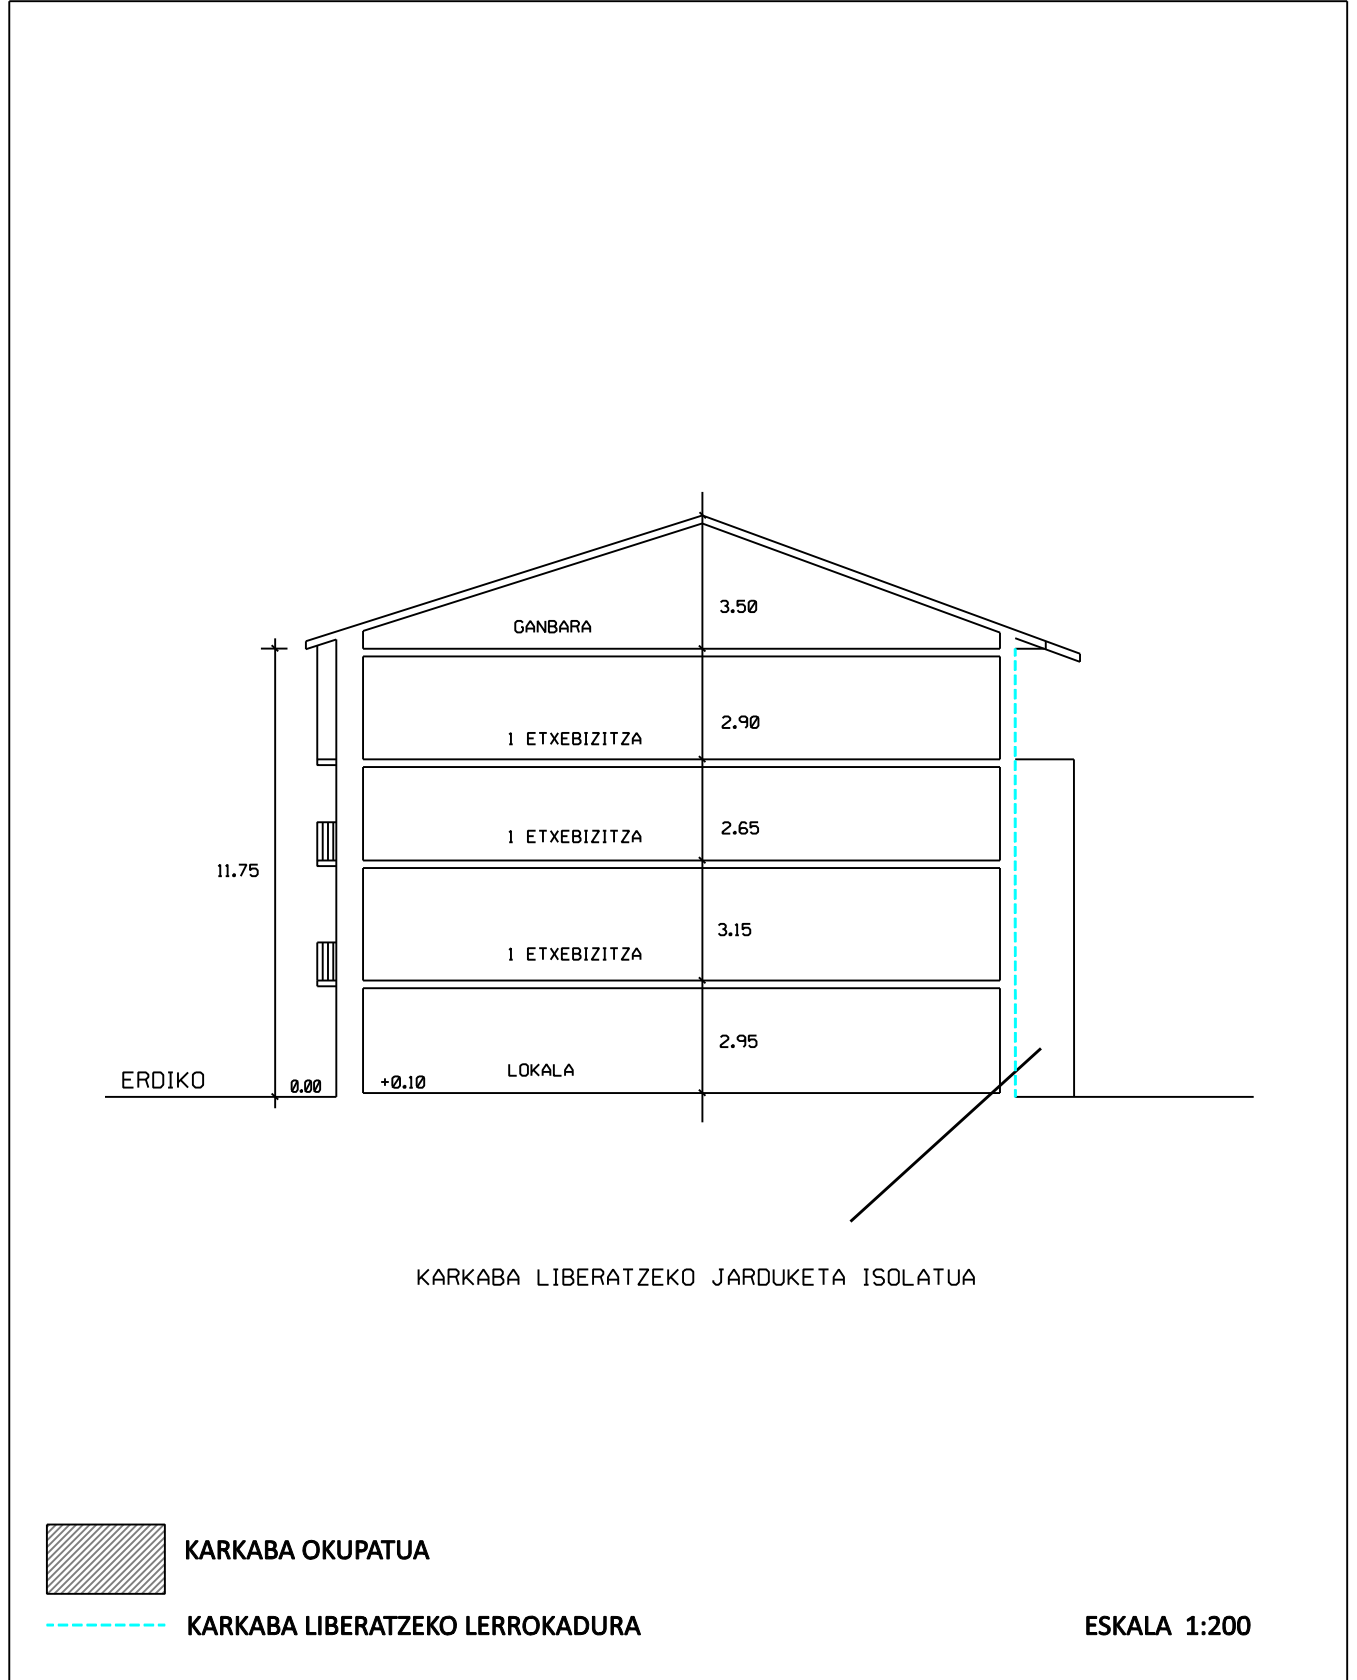 3.50
GANBARA
2.90
1 ETXEBIZITZA
2.65
1 ETXEBIZITZA
11.75
3.15
1 ETXEBIZITZA
2.95
LOKALA
ERDIKO
0.00
+0.10
KARKABA LIBERATZEKO JARDUKETA ISOLATUA
KARKABA OKUPATUA
KARKABA LIBERATZEKO LERROKADURA
ESKALA 1:200